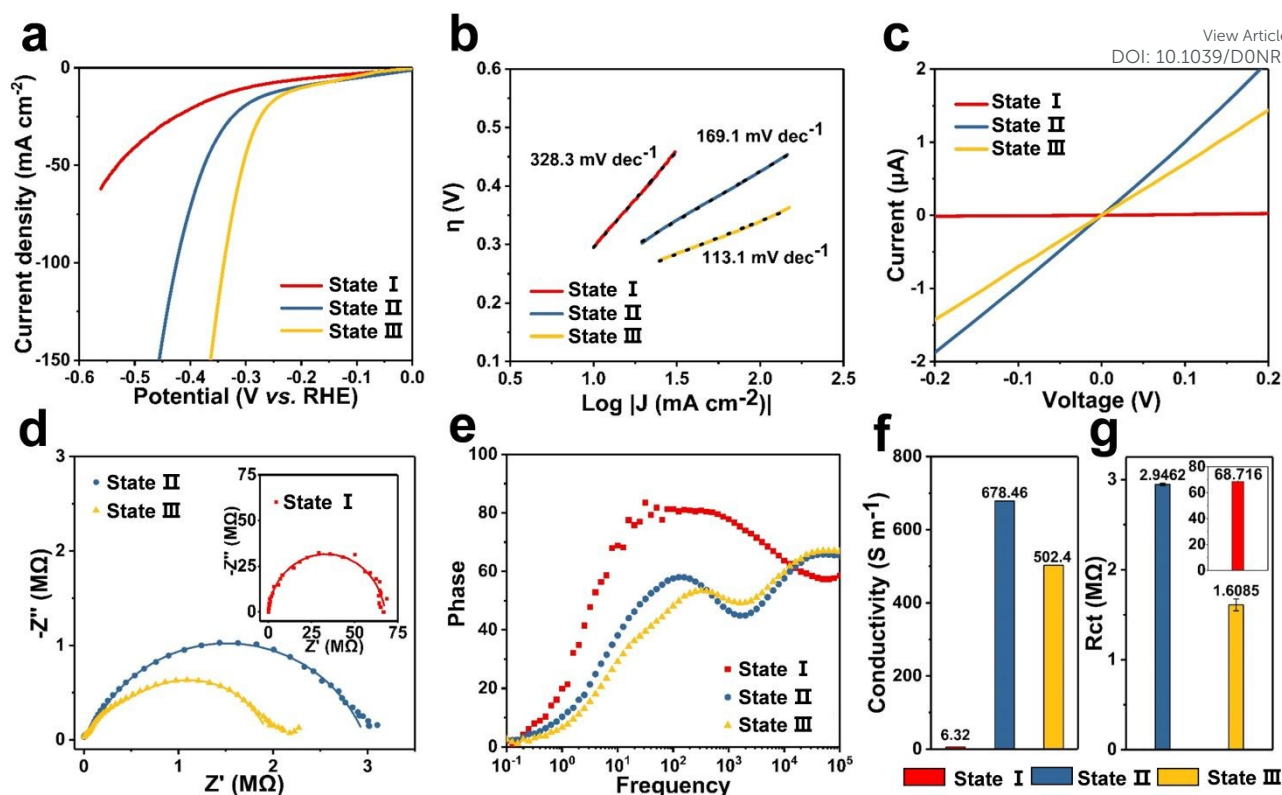 View Article
DOI: 10.1039/D0NR
a
0
-50
-100
-150
Current density (mA cm-2)
State I
State II
State III
-0.6 -0.5 -0.4 -0.3 -0.2 -0.1 0.0
Potential (V vs. RHE)
b
0.6
0.5
0.4
0.3
0.2
0.1
η (V)
328.3 mV dec-1
169.1 mV dec-1
113.1 mV dec-1
State I
State II
State III
0.5 1.0 1.5 2.0 2.5
Log |J (mA cm-2)|
c
2
1
0
-1
-2
Current (μA)
State I
State II
State III
-0.2 -0.1 0.0 0.1 0.2
Voltage (V)
d
3
2
1
0
-Z'' (MΩ)
State II
State III
75
50
25
0
-Z'' (MΩ)
State I
0 25 50 75
Z' (MΩ)
0 1 2 3
Z' (MΩ)
e
100
80
60
40
20
0
Phase
State I
State II
State III
10-1 100 101 102 103 104 105
Frequency
f
800
600
400
200
0
Conductivity (S m-1)
6.32
678.46
502.4
g
3
2
1
0
Rct (MΩ)
2.9462
80
60
40
20
0
68.716
1.6085
State I State II State III